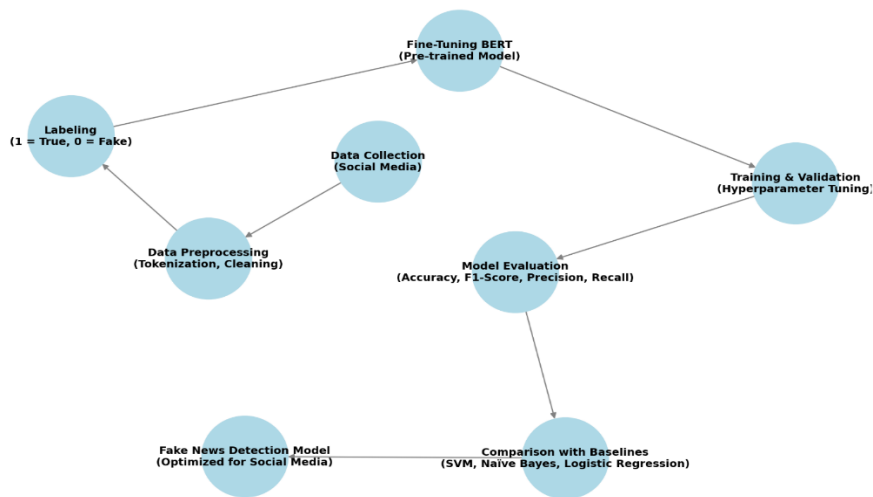 Fine-Tuning BERT
(Pre-trained Model)
Labeling
(1 = True, 0 = Fake)
Data Collection
(Social Media)
Training & Validation
(Hyperparameter Tuning)
Data Preprocessing
(Tokenization, Cleaning)
Model Evaluation
(Accuracy, F1-Score, Precision, Recall)
Fake News Detection Model
(Optimized for Social Media)
Comparison with Baselines
(SVM, Naïve Bayes, Logistic Regression)